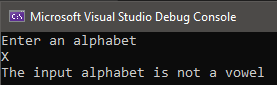 Microsoft Visual Studio Debug Console
Enter an alphabet
X
The input alphabet is not a vowel